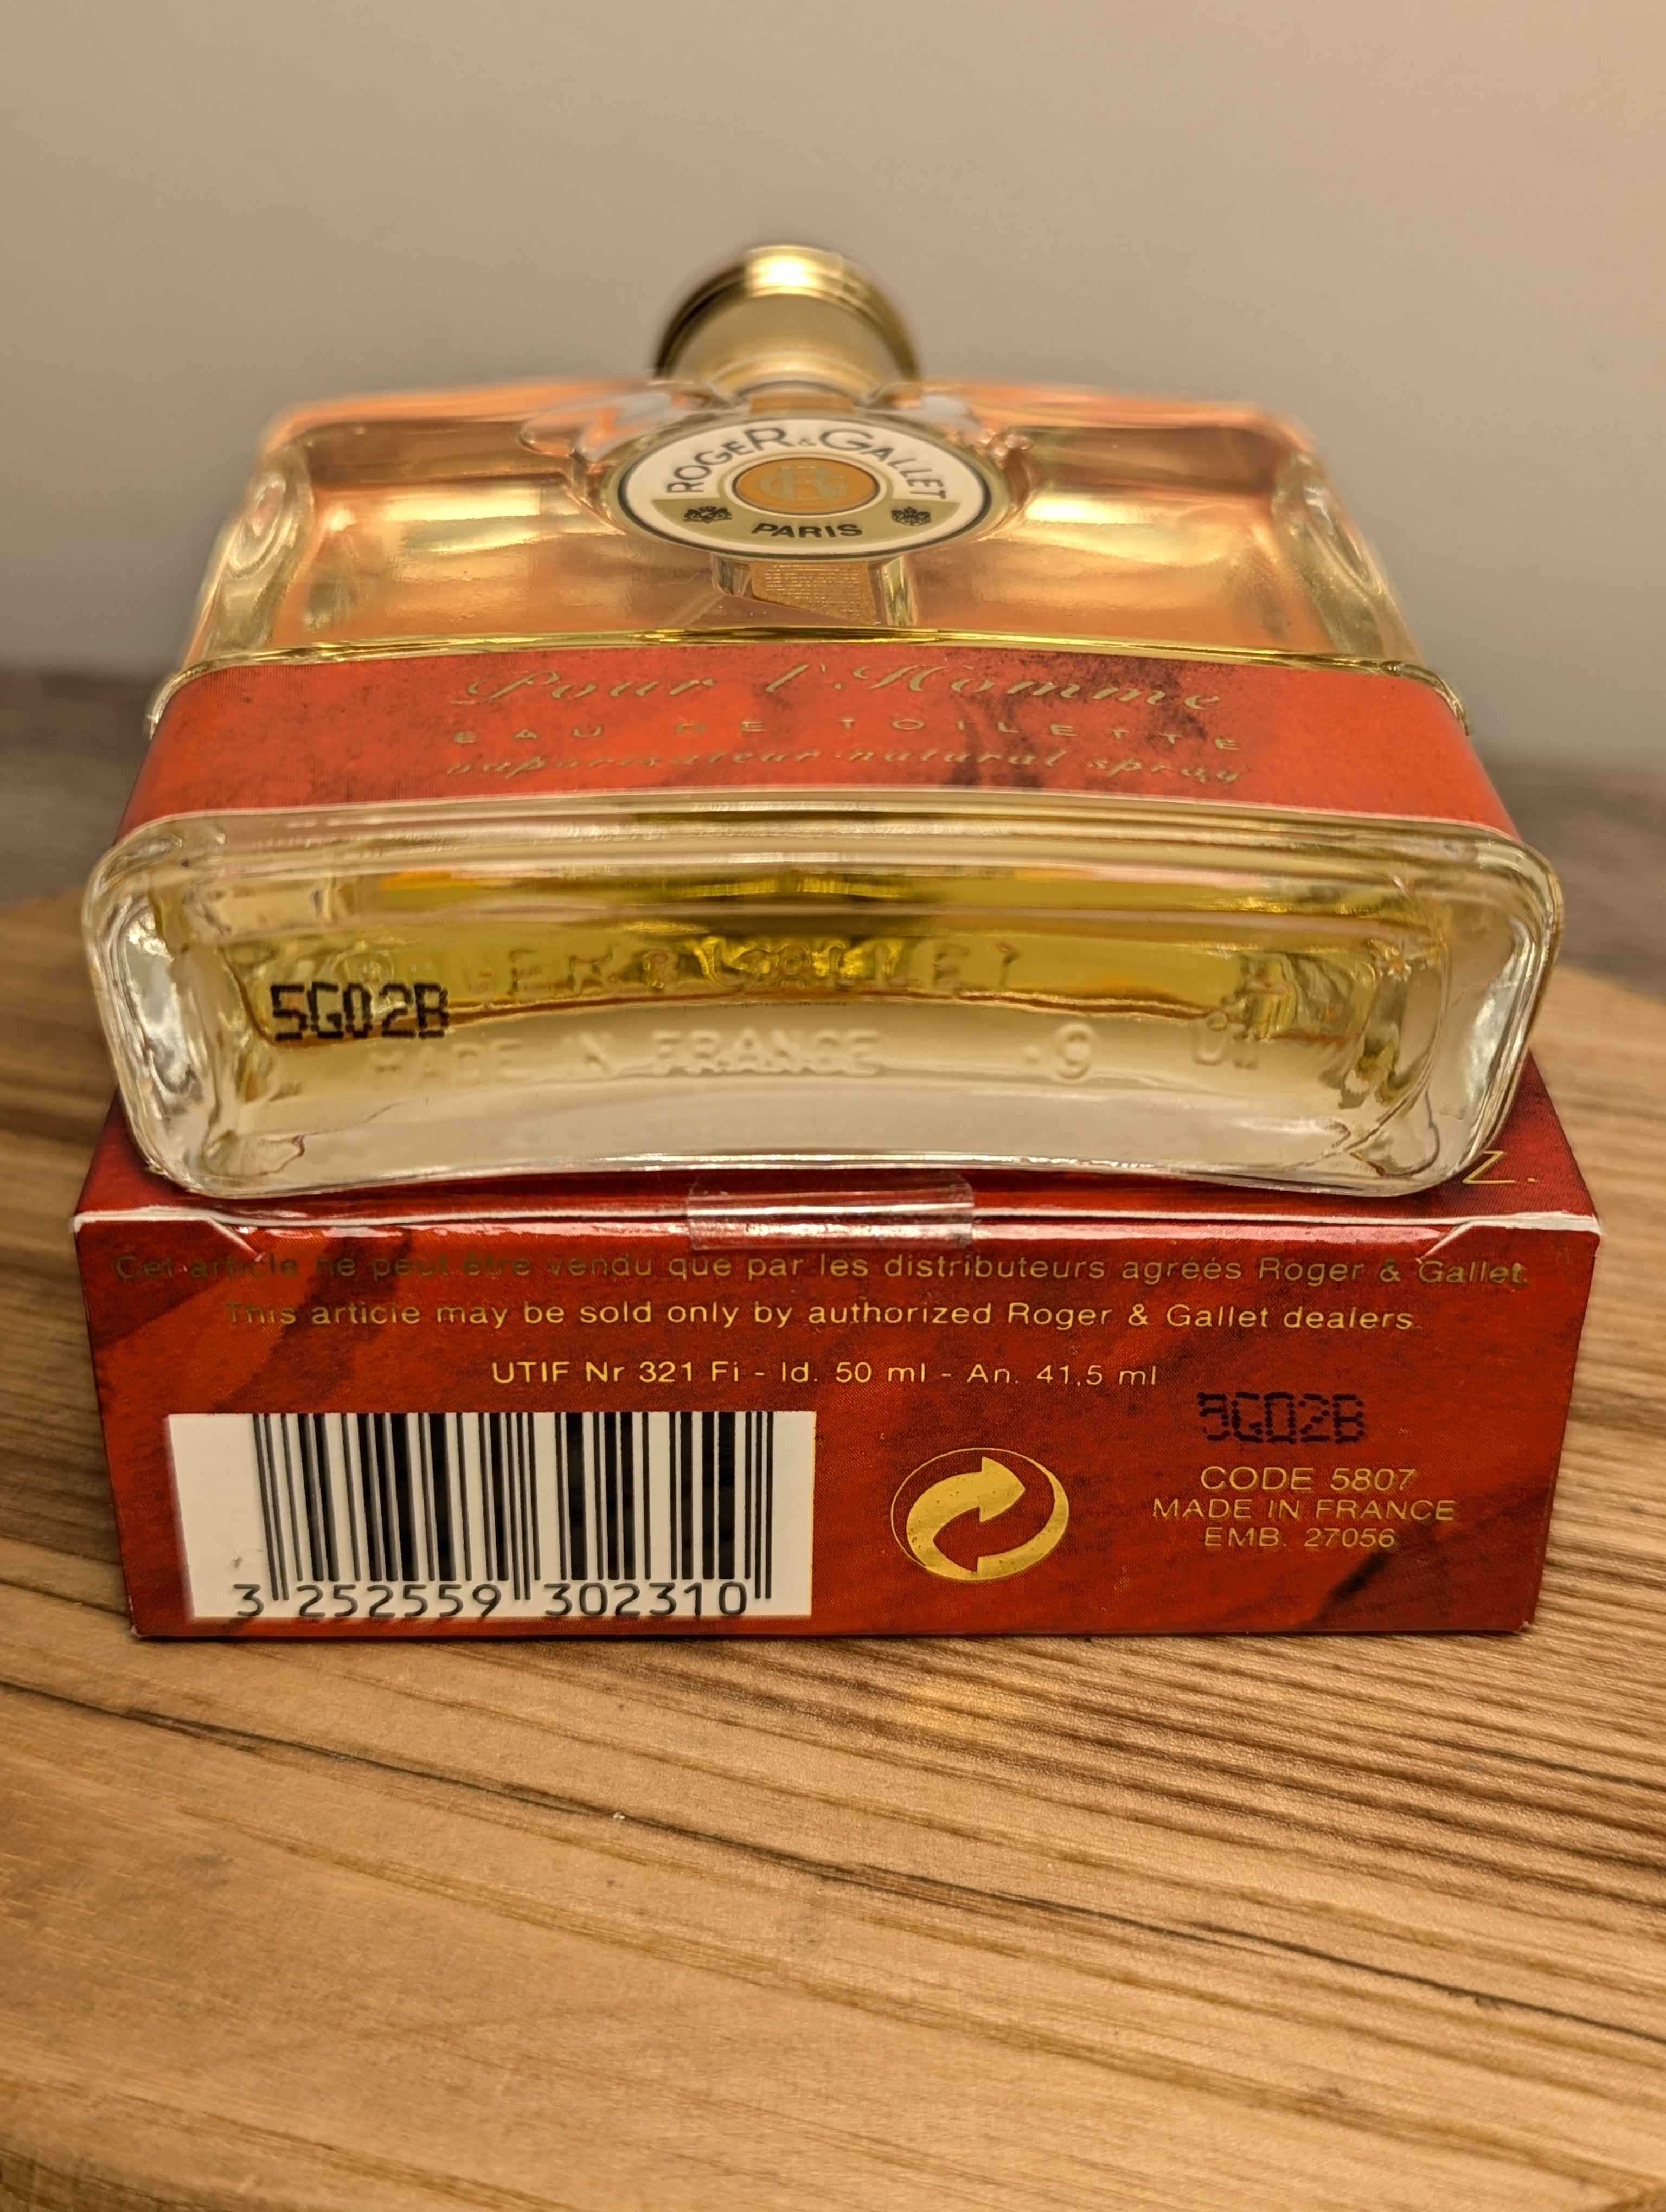 ROGER & GALLET
PARIS
Pour l'Homme
EAU DE TOILETTE
vaporisateur natural spray
ROGER & GALLET
5G02B
MADE IN FRANCE
9
Z.
Cet article ne peut être vendu que par les distributeurs agréés Roger & Gallet.
This article may be sold only by authorized Roger & Gallet dealers.
UTIF Nr 321 Fi - Id. 50 ml - An. 41,5 ml
5G02B
CODE 5807
MADE IN FRANCE
EMB. 27056
3 252559 302310